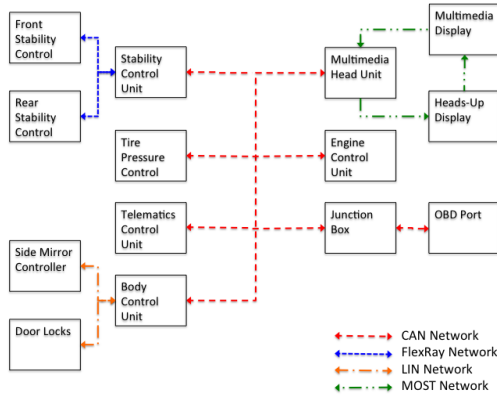 Front
Stability
Control
Rear
Stability
Control
Stability
Control
Unit
Tire
Pressure
Control
Telematics
Control
Unit
Side Mirror
Controller
Door Locks
Body
Control
Unit
Multimedia
Head Unit
Multimedia
Display
Heads-Up
Display
Engine
Control
Unit
Junction
Box
OBD Port
CAN Network
FlexRay Network
LIN Network
MOST Network